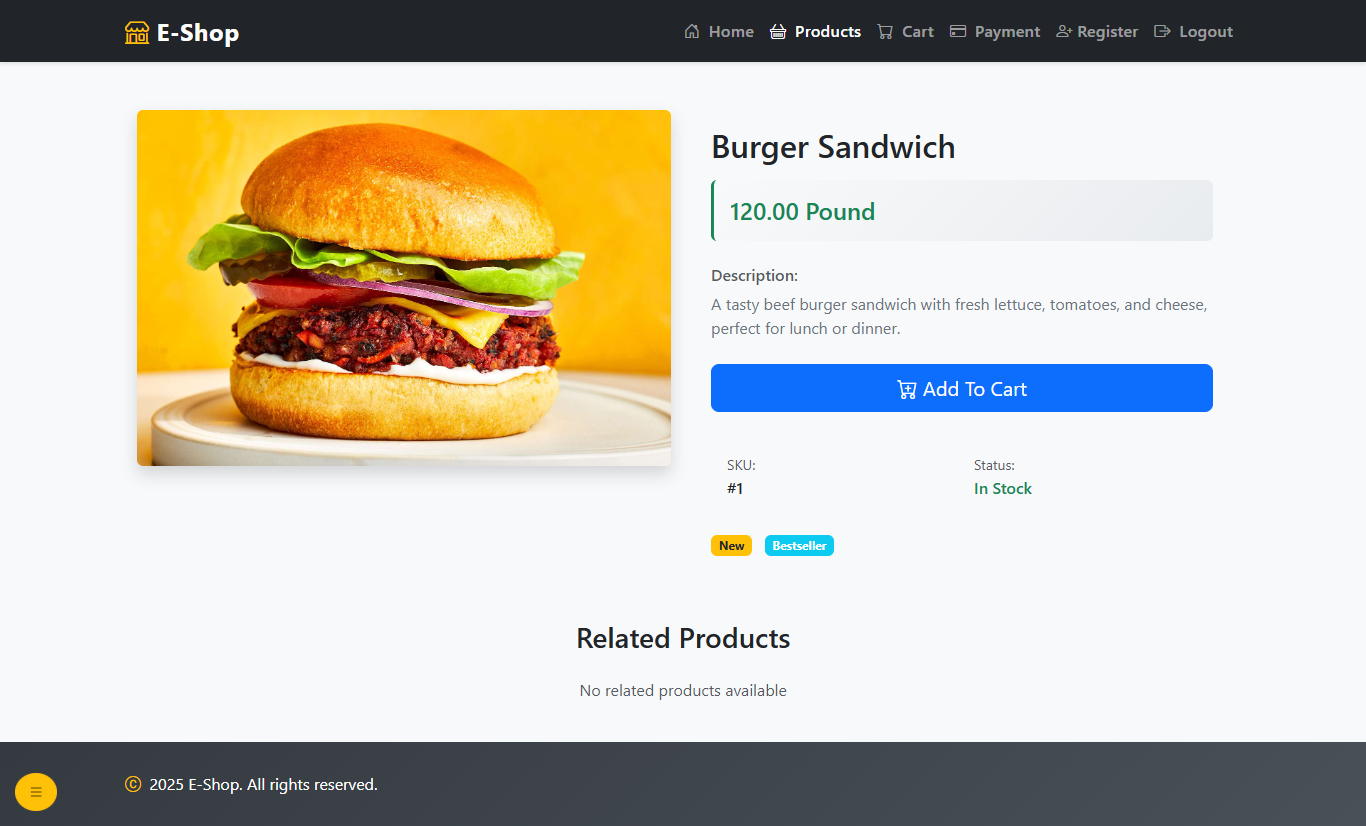 E-Shop
Home Products Cart Payment Register Logout
Burger Sandwich
120.00 Pound
Description:
A tasty beef burger sandwich with fresh lettuce, tomatoes, and cheese,
perfect for lunch or dinner.
Add To Cart
SKU: Status:
#1 In Stock
New Bestseller
Related Products
No related products available
© 2025 E-Shop. All rights reserved.